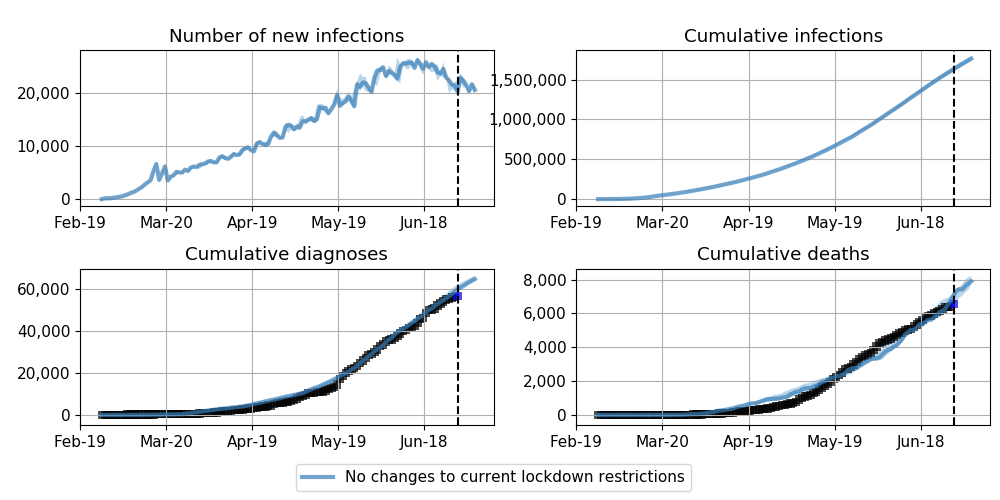 Number of new infections
20,000
10,000
0
Feb-19 Mar-20 Apr-19 May-19 Jun-18
Cumulative infections
1,500,000
1,000,000
500,000
0
Feb-19 Mar-20 Apr-19 May-19 Jun-18
Cumulative diagnoses
60,000
40,000
20,000
0
Feb-19 Mar-20 Apr-19 May-19 Jun-18
Cumulative deaths
8,000
6,000
4,000
2,000
0
Feb-19 Mar-20 Apr-19 May-19 Jun-18
No changes to current lockdown restrictions